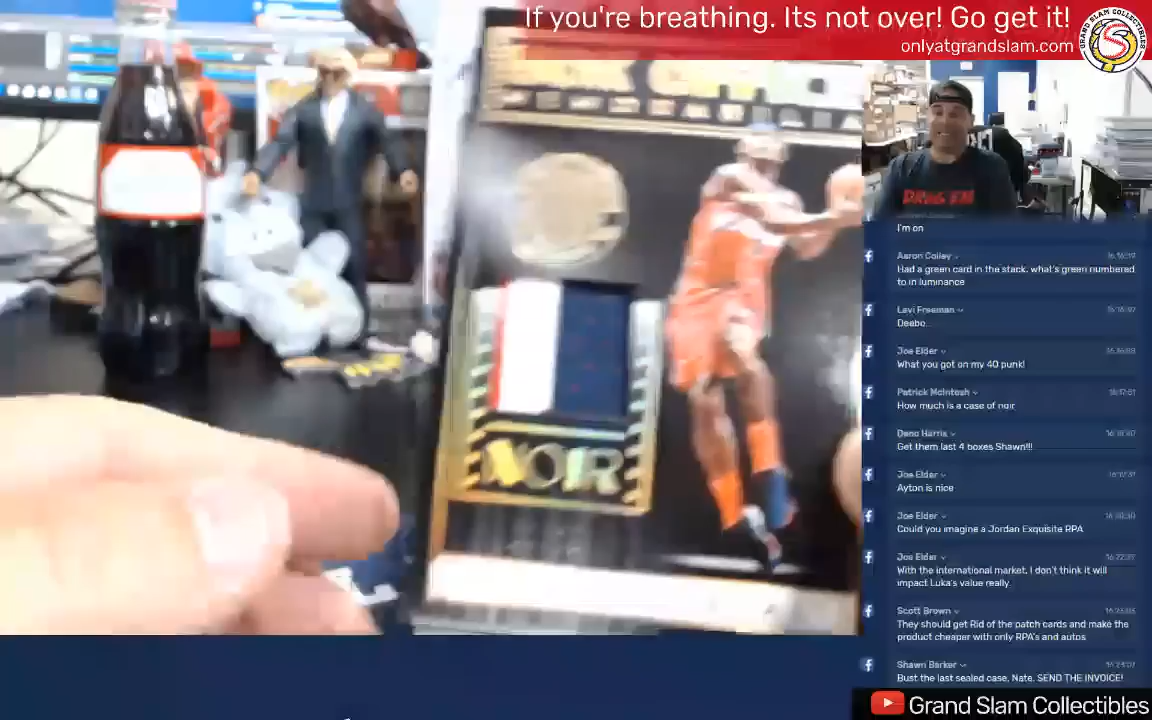 If you're breathing. Its not over! Go get it!
onlyatgrandslam.com
GRAND SLAM COLLECTIBLES
NOIR
I'm on
Aaron Colley
Had a green card in the stack, what's green numbered
to in luminance
Levi Freeman
Deebo.
Joe Elder
What you got on my 40 punk!
Patrick McIntosh
How much is a case of noir
Deno Harris
Get them last 4 boxes Shawn!!!
Joe Elder
Ayton is nice
Joe Elder
Could you imagine a Jordan Exquisite RPA
Joe Elder
With the international market, I don't think it will
impact Luka's value really.
Scott Brown
They should get Rid of the patch cards and make the
product cheaper with only RPA's and autos
Shawn Barker
Bust the last sealed case, Nate. SEND THE INVOICE!
Grand Slam Collectibles